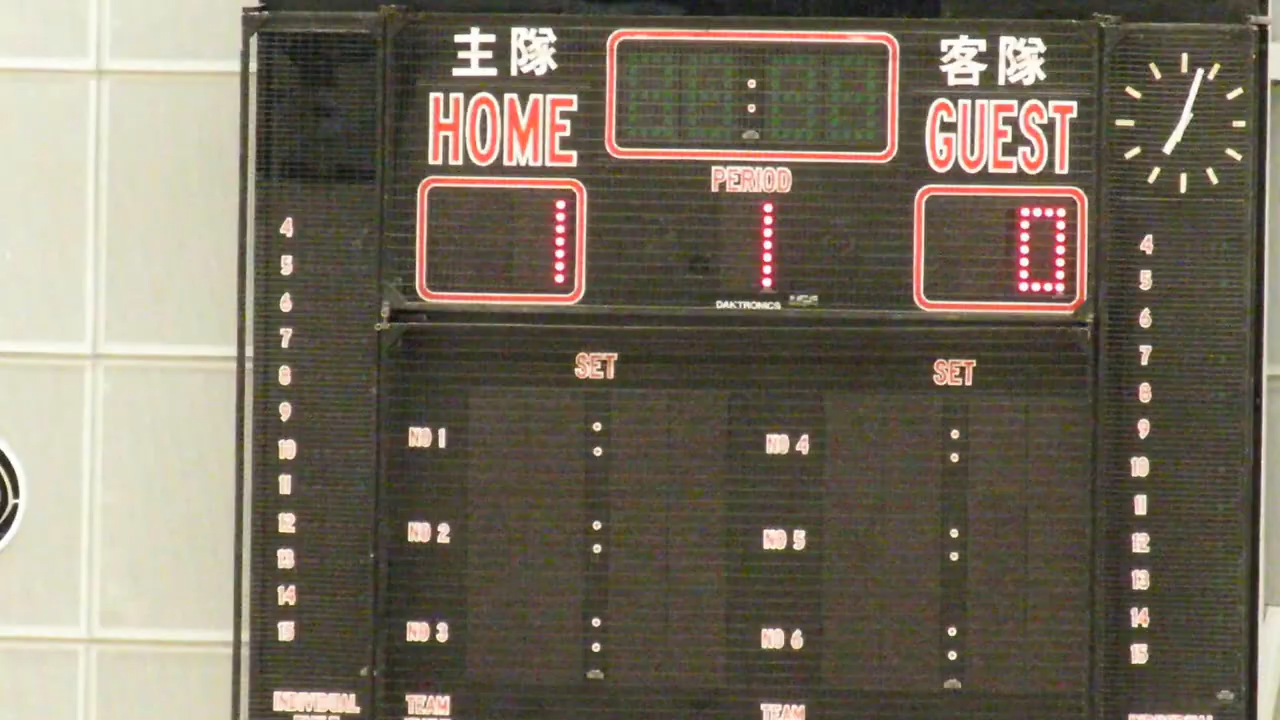 主隊
客隊
HOME
GUEST
PERIOD
1
1
0
DAKTRONICS
4
5
6
7
8
9
10
11
12
13
14
15
SET
SET
NO 1
NO 4
NO 2
NO 5
NO 3
NO 6
4
5
6
7
8
9
10
11
12
13
14
15
INDIVIDUAL
TEAM
TEAM